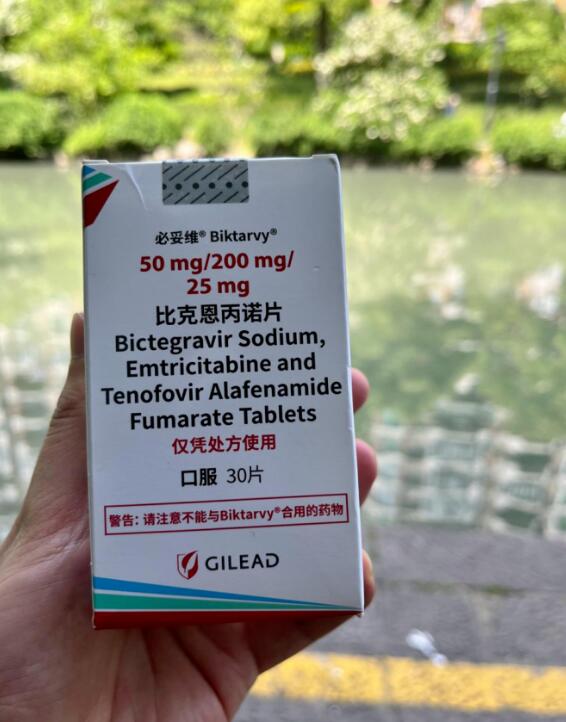 必妥维® Biktarvy®
50 mg/200 mg/
25 mg
比克恩丙诺片
Bictegravir Sodium,
Emtricitabine and
Tenofovir Alafenamide
Fumarate Tablets
仅凭处方使用
口服 30片
警告: 请注意不能与Biktarvy®合用的药物
GILEAD